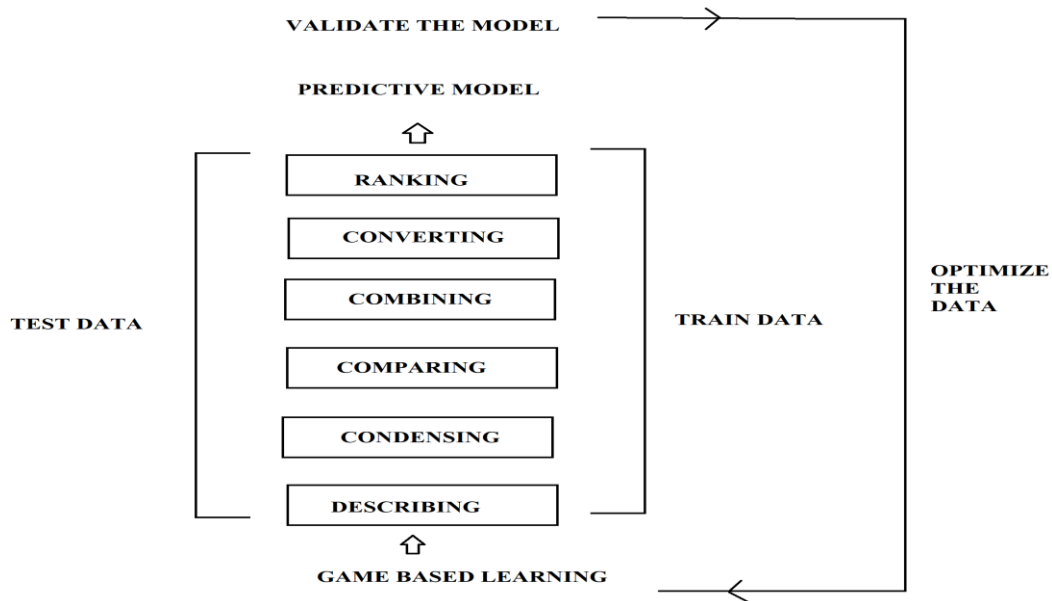 VALIDATE THE MODEL
PREDICTIVE MODEL
RANKING
CONVERTING
COMBINING
COMPARING
CONDENSING
DESCRIBING
GAME BASED LEARNING
TEST DATA
TRAIN DATA
OPTIMIZE
THE
DATA